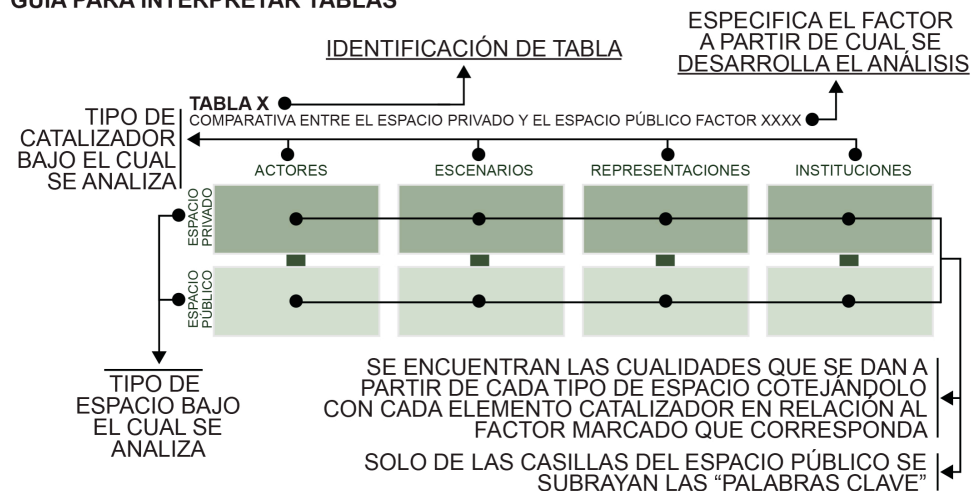 GUÍA PARA INTERPRETAR TABLAS
ESPECIFICA EL FACTOR
A PARTIR DE CUAL SE
DESARROLLA EL ANÁLISIS
IDENTIFICACIÓN DE TABLA
TIPO DE
CATALIZADOR
BAJO EL CUAL
SE ANALIZA
TABLA X
COMPARATIVA ENTRE EL ESPACIO PRIVADO Y EL ESPACIO PÚBLICO FACTOR XXXX
ACTORES
ESCENARIOS
REPRESENTACIONES
INSTITUCIONES
ESPACIO
PRIVADO
ESPACIO
PÚBLICO
TIPO DE
ESPACIO BAJO
EL CUAL SE
ANALIZA
SE ENCUENTRAN LAS CUALIDADES QUE SE DAN A
PARTIR DE CADA TIPO DE ESPACIO COTEJÁNDOLO
CON CADA ELEMENTO CATALIZADOR EN RELACIÓN AL
FACTOR MARCADO QUE CORRESPONDA
SOLO DE LAS CASILLAS DEL ESPACIO PÚBLICO SE
SUBRAYAN LAS “PALABRAS CLAVE”